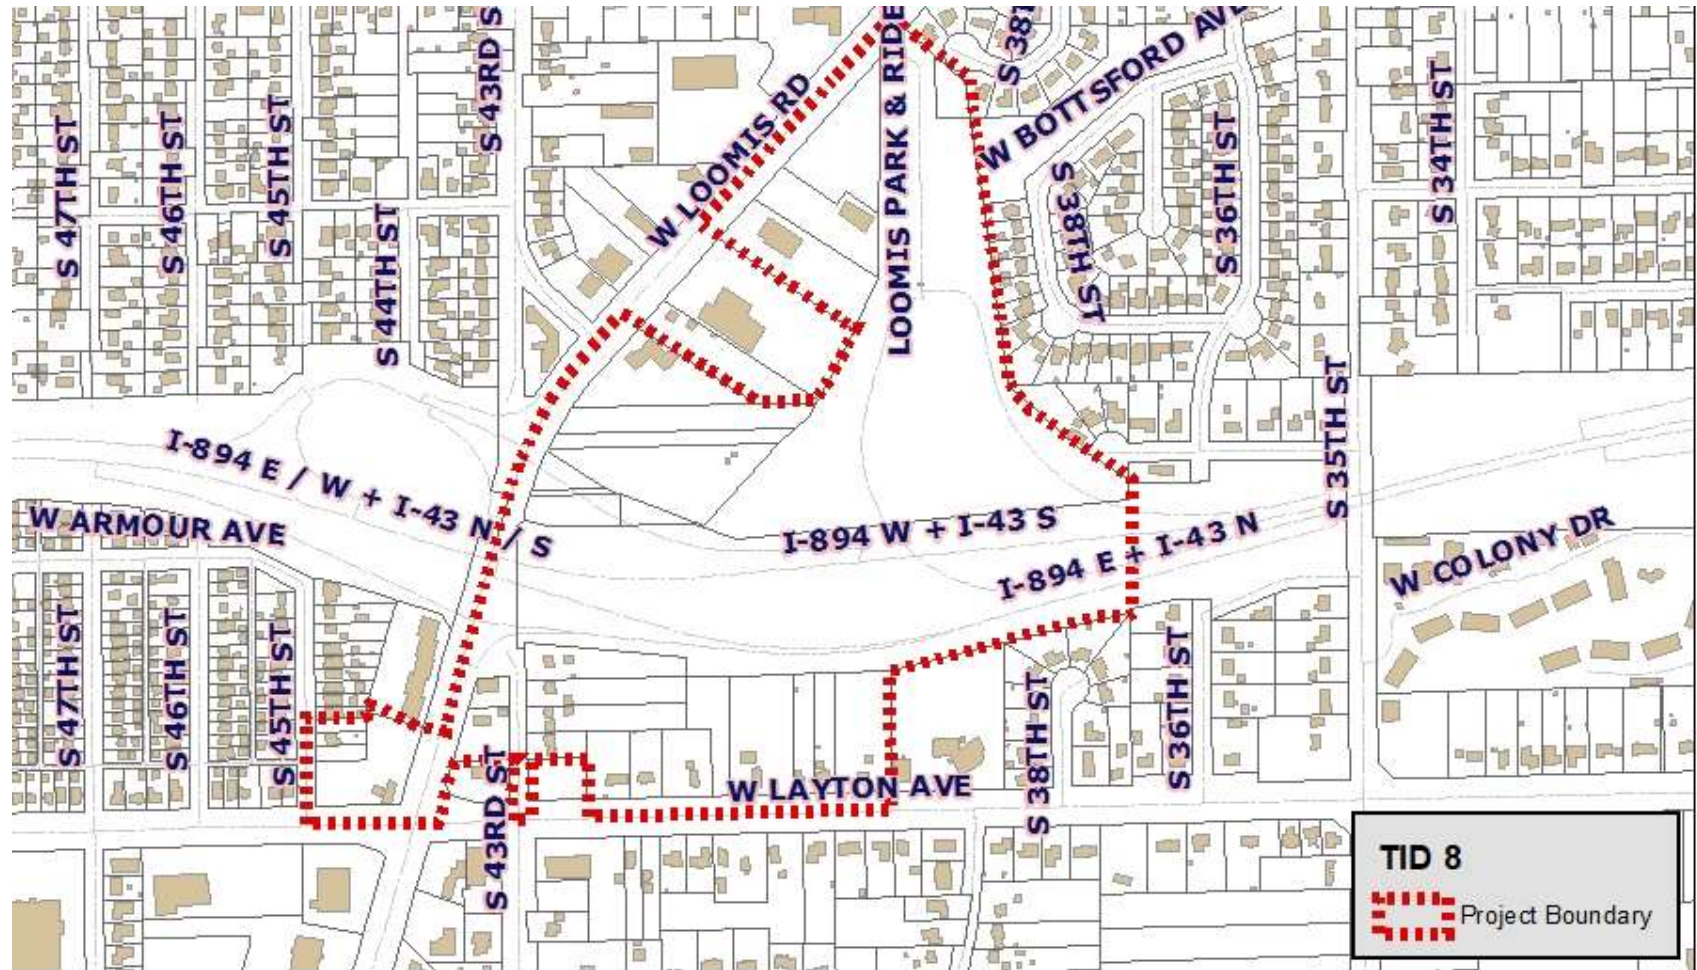 S 43RD S
LOOMIS PARK & RIDE
S 38T
W BOTTSFORD AVE
W LOOMIS RD
S 34TH ST
S 47TH ST
S 46TH ST
S 45TH ST
S 44TH ST
S 38TH ST
S 36TH ST
S 35TH ST
I-894 E / W + I-43 N / S
W ARMOUR AVE
I-894 W + I-43 S
I-894 E + I-43 N
W COLONY DR
S 47TH ST
S 46TH ST
S 45TH ST
S 43RD ST
W LAYTON AVE
S 38TH ST
S 36TH ST
TID 8
Project Boundary